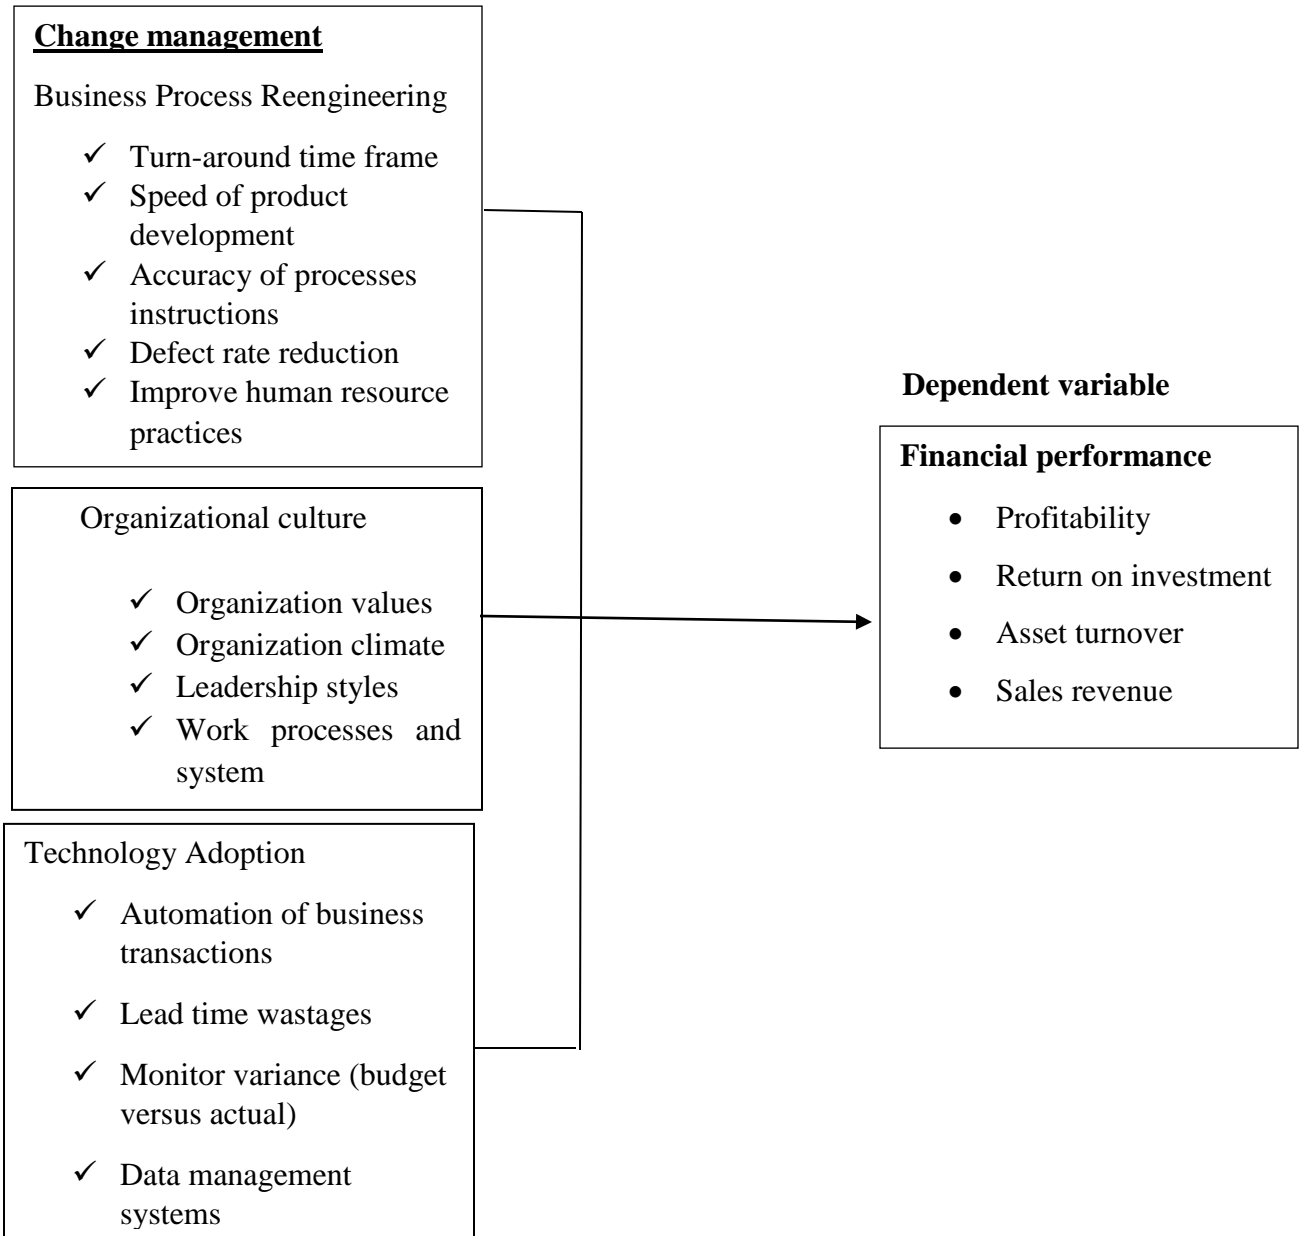 Change management
Business Process Reengineering
✓ Turn-around time frame
✓ Speed of product
development
✓ Accuracy of processes
instructions
✓ Defect rate reduction
✓ Improve human resource
practices
Organizational culture
✓ Organization values
✓ Organization climate
✓ Leadership styles
✓ Work processes and
system
Technology Adoption
✓ Automation of business
transactions
✓ Lead time wastages
✓ Monitor variance (budget
versus actual)
✓ Data management
systems
Dependent variable
Financial performance
• Profitability
• Return on investment
• Asset turnover
• Sales revenue